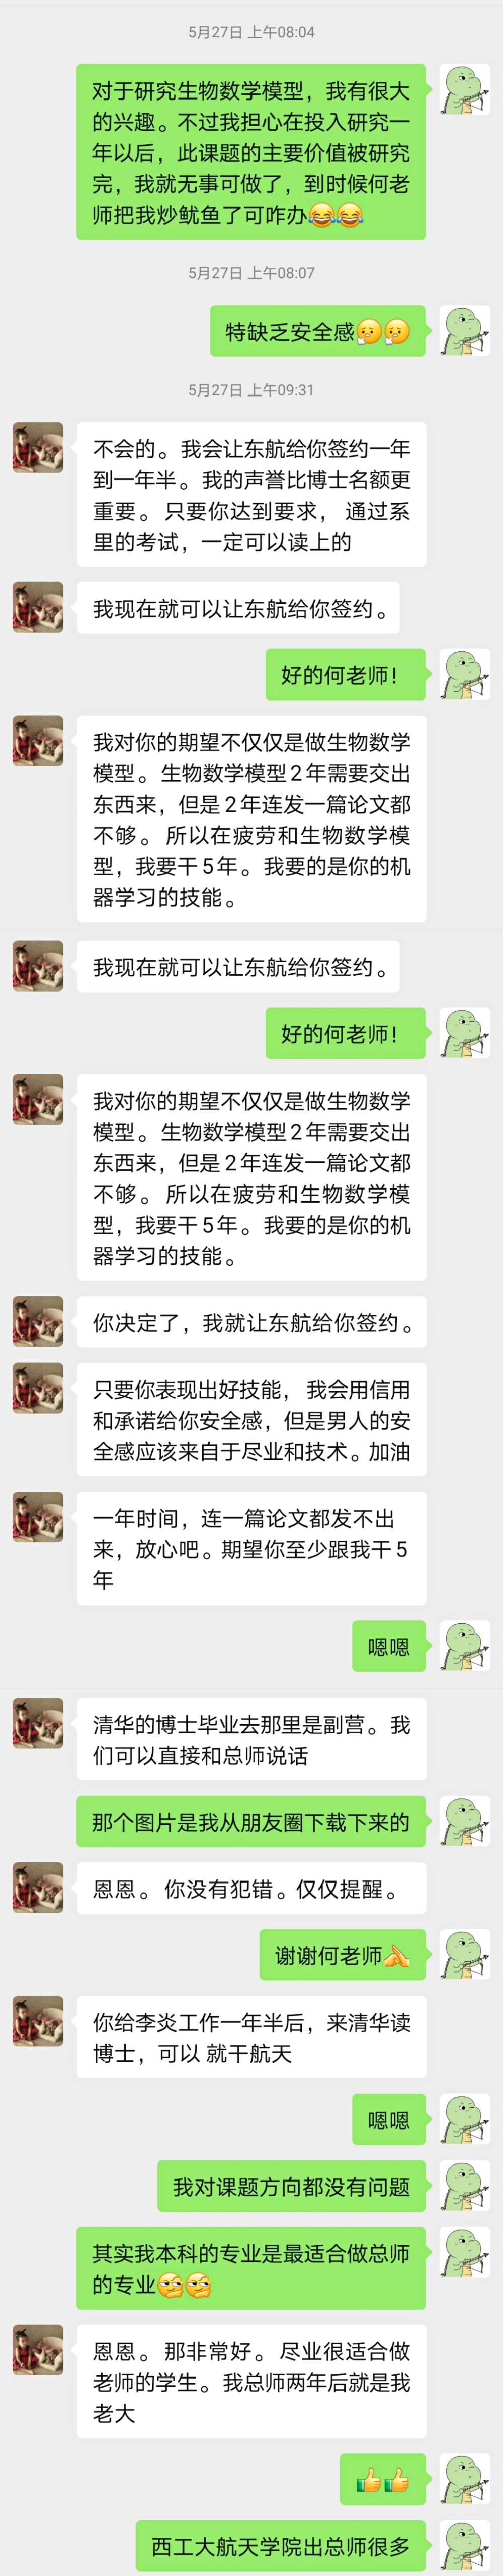 5月27日 上午08:04
对于研究生物数学模型，我有很大
的兴趣。不过我担心在投入研究一
年以后，此课题的主要价值被研究
完，我就无事可做了，到时候何老
师把我炒鱿鱼了可咋办😂😂
5月27日 上午08:07
特缺乏安全感
5月27日 上午09:31
不会的。我会让东航给你签约一年
到一年半。我的声誉比博士名额更
重要。 只要你达到要求， 通过系
里的考试，一定可以读上的
我现在就可以让东航给你签约。
好的何老师!
我对你的期望不仅仅是做生物数学
模型。生物数学模型2年需要交出
东西来，但是2年连发一篇论文都
不够。 所以在疲劳和生物数学模
型，我要干5年。我要的是你的机
器学习的技能。
我现在就可以让东航给你签约。
好的何老师!
我对你的期望不仅仅是做生物数学
模型。生物数学模型2年需要交出
东西来，但是2年连发一篇论文都
不够。 所以在疲劳和生物数学模
型，我要干5年。我要的是你的机
器学习的技能。
你决定了，我就让东航给你签约。
只要你表现出好技能， 我会用信用
和承诺给你安全感，但是男人的安
全感应该来自于尽业和技术。加油
一年时间，连一篇论文都发不出
来，放心吧。期望你至少跟我干5
年
嗯嗯
清华的博士毕业去那里是副营。我
们可以直接和总师说话
那个图片是我从朋友圈下载下来的
恩恩。 你没有犯错。仅仅提醒。
谢谢何老师
你给李炎工作一年半后，来清华读
博士，可以 就干航天
嗯嗯
我对课题方向都没有问题
其实我本科的专业是最适合做总师
的专业
恩恩。 那非常好。 尽业很适合做
老师的学生。我总师两年后就是我
老大
👍👍
西工大航天学院出总师很多